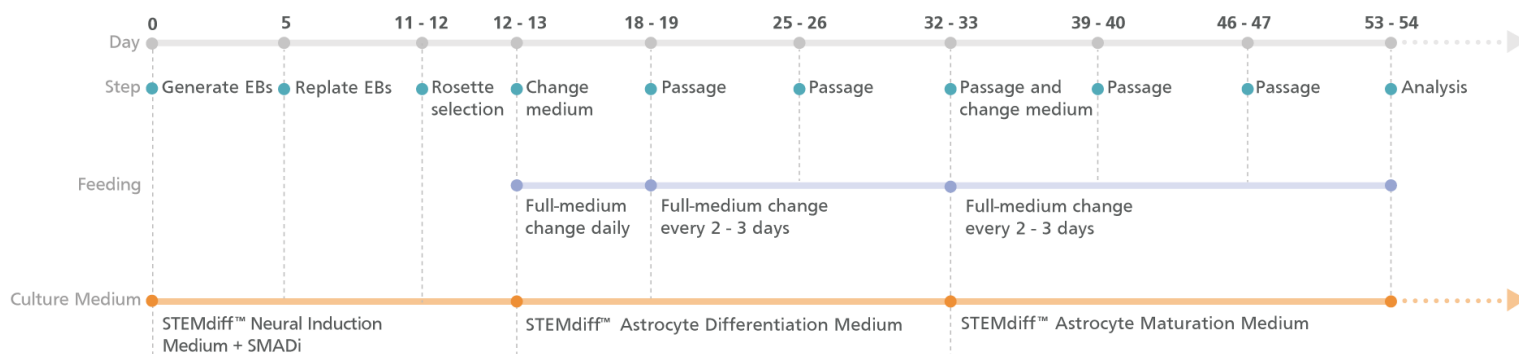 0 5 11 - 12 12 - 13 18 - 19 25 - 26 32 - 33 39 - 40 46 - 47 53 - 54
Day
Step Generate EBs Replate EBs Rosette Change Passage Passage Passage and Passage Passage Analysis
selection medium change medium
Feeding
Full-medium Full-medium change Full-medium change
change daily every 2 - 3 days every 2 - 3 days
Culture Medium
STEMdiff™ Neural Induction STEMdiff™ Astrocyte Differentiation Medium STEMdiff™ Astrocyte Maturation Medium
Medium + SMADi